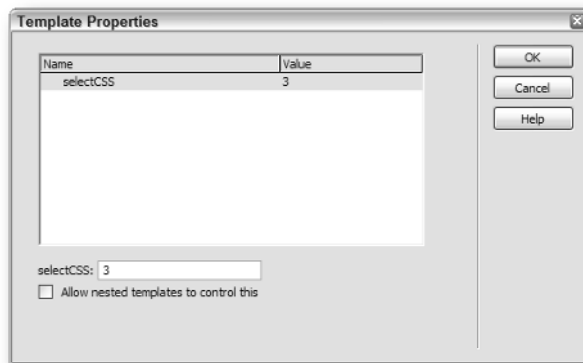 Template Properties
Name Value
selectCSS 3
selectCSS: 3
Allow nested templates to control this
OK
Cancel
Help